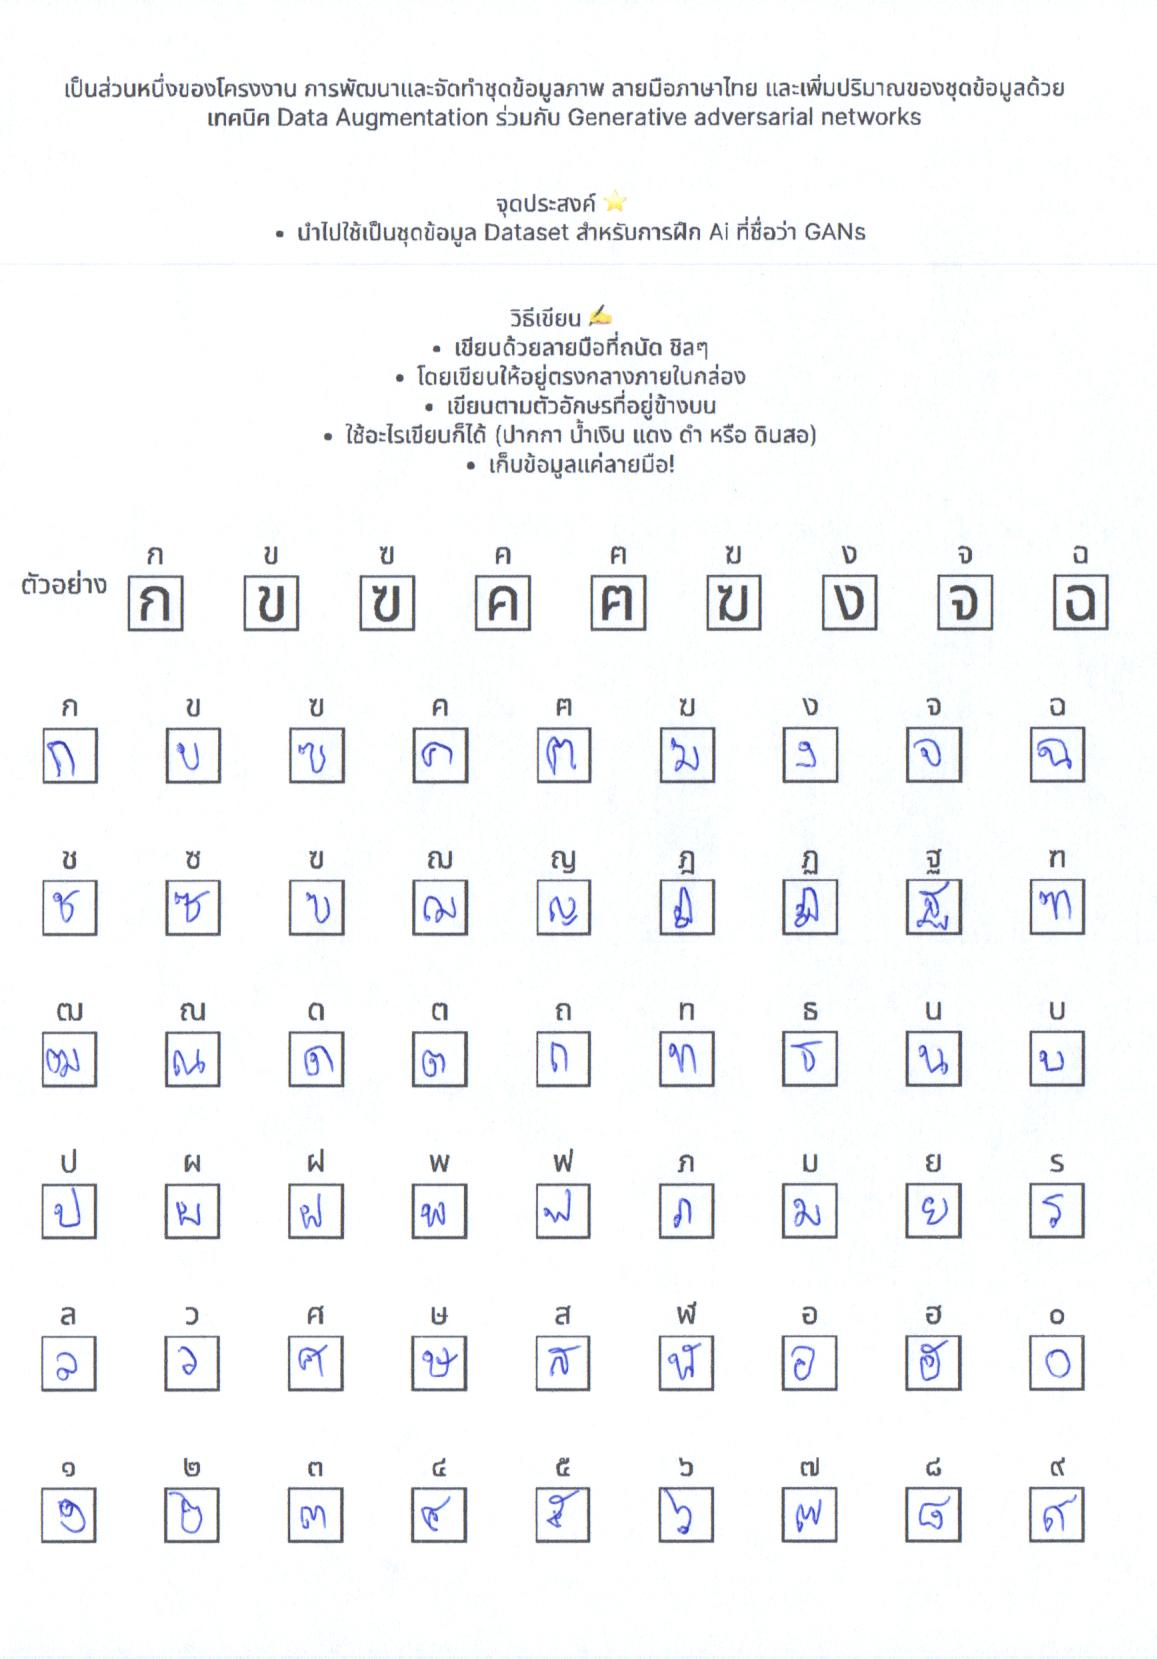 เป็นส่วนหนึ่งของโครงงาน การพัฒนาและจัดทำชุดข้อมูลภาพ ลายมือภาษาไทย และเพิ่มปริมาณของชุดข้อมูลด้วย
เทคนิค Data Augmentation ร่วมกับ Generative adversarial networks
จุดประสงค์ ⭐
• นำไปใช้เป็นชุดข้อมูล Dataset สำหรับการฝึก Ai ที่ชื่อว่า GANs
วิธีเขียน ✍
• เขียนด้วยลายมือที่ถนัด ชิลๆ
• โดยเขียนให้อยู่ตรงกลางภายในกล่อง
• เขียนตามตัวอักษรที่อยู่ข้างบน
• ใช้อะไรเขียนก็ได้ (ปากกา น้ำเงิน แดง ดำ หรือ ดินสอ)
• เก็บข้อมูลแค่ลายมือ!
ก ข ฃ ค ฅ ฆ ง จ ฉ
ตัวอย่าง ก ข ฃ ค ฅ ฆ ง จ ฉ
ก ข ฃ ค ฅ ฆ ง จ ฉ
ก ข ฃ ค ฅ ฆ ง จ ฉ
ช ซ ฃ ฌ ญ ฎ ฏ ฐ ฑ
ช ซ ฃ ฌ ญ ฎ ฏ ฐ ฑ
ฒ ณ ด ต ถ ท ธ น บ
ฒ ณ ด ต ถ ท ธ น บ
ป ผ ฝ พ ฟ ภ ม ย ร
ป ผ ฝ พ ฟ ภ ม ย ร
ล ว ศ ษ ส ฬ อ ฮ ๐
ล ว ศ ษ ส ฬ อ ฮ ๐
๑ ๒ ๓ ๔ ๕ ๖ ๗ ๘ ๙
๑ ๒ ๓ ๔ ๕ ๖ ๗ ๘ ๙